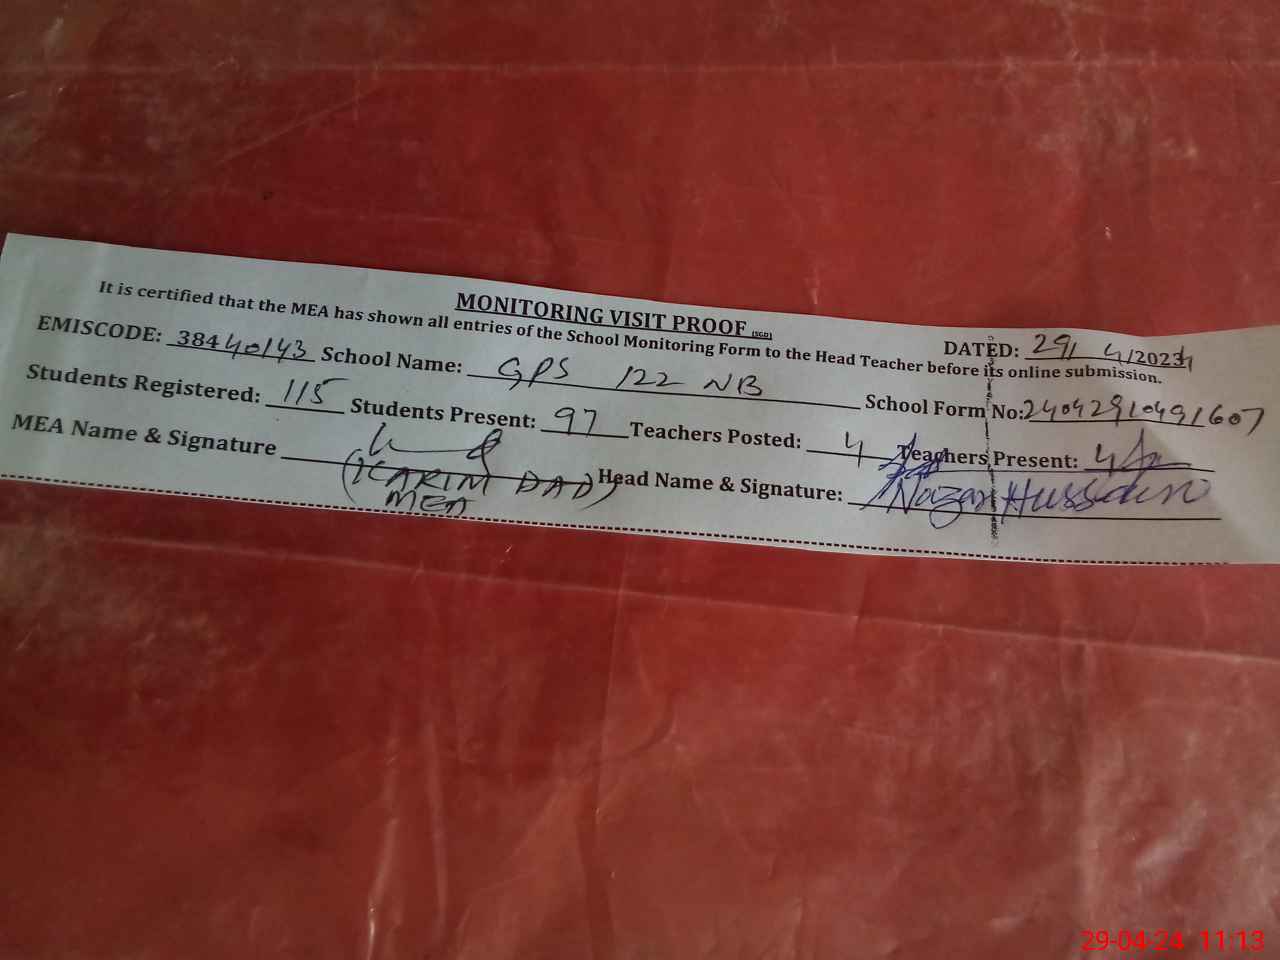 MONITORING VISIT PROOF (SGD)
It is certified that the MEA has shown all entries of the School Monitoring Form to the Head Teacher before its online submission.
DATED: 29/ 4/2024
EMISCODE: 38440143 School Name: GPS 122 NB School Form No: 24042910491607
Students Registered: 115 Students Present: 97 Teachers Posted: 4 Teachers Present: 4
MEA Name & Signature (KARIM DAD) Head Name & Signature: Nazar Hussain
MEA
29-04-24 11:13